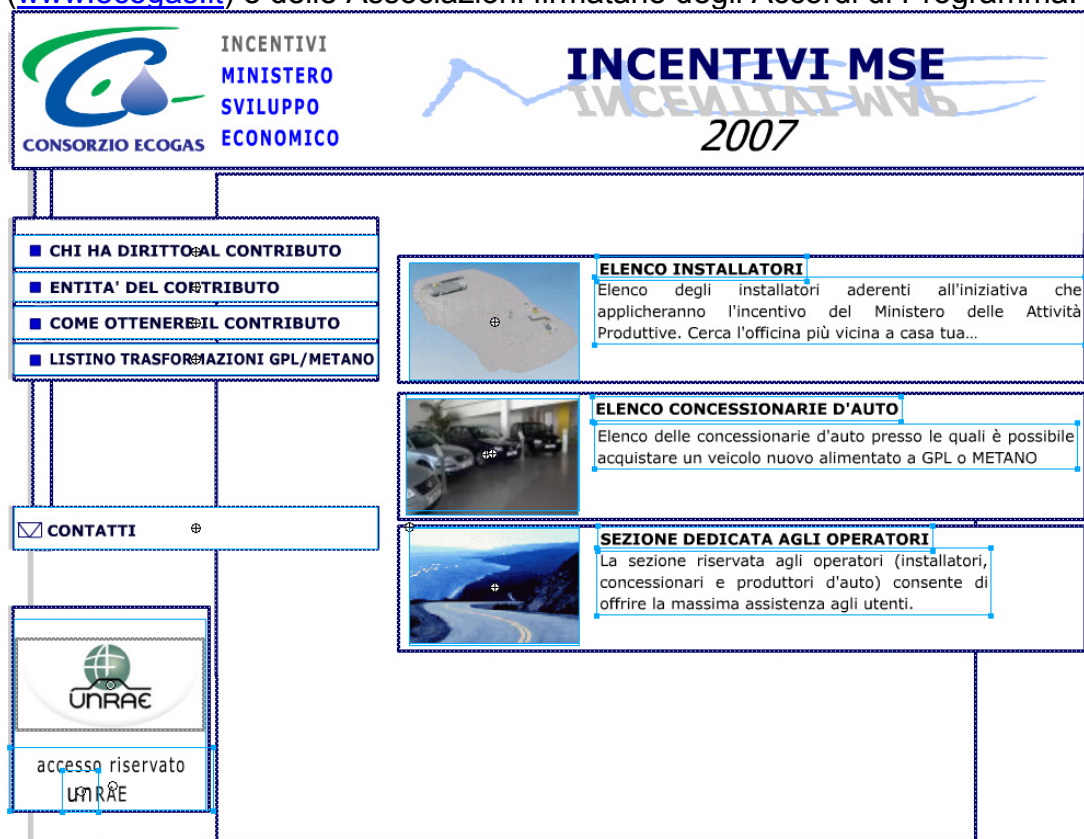 (www.ecogas.it) e delle Associazioni firmatarie degli Accordi di Programma.
INCENTIVI
MINISTERO
SVILUPPO
ECONOMICO
CONSORZIO ECOGAS
INCENTIVI MSE
INCENTIVI MAP
2007
CHI HA DIRITTO AL CONTRIBUTO
ENTITA' DEL CONTRIBUTO
COME OTTENERE IL CONTRIBUTO
LISTINO TRASFORMAZIONI GPL/METANO
CONTATTI
UNRAE
accesso riservato
UNRAE
ELENCO INSTALLATORI
Elenco degli installatori aderenti all'iniziativa che
applicheranno l'incentivo del Ministero delle Attività
Produttive. Cerca l'officina più vicina a casa tua...
ELENCO CONCESSIONARIE D'AUTO
Elenco delle concessionarie d'auto presso le quali è possibile
acquistare un veicolo nuovo alimentato a GPL o METANO
SEZIONE DEDICATA AGLI OPERATORI
La sezione riservata agli operatori (installatori,
concessionari e produttori d'auto) consente di
offrire la massima assistenza agli utenti.